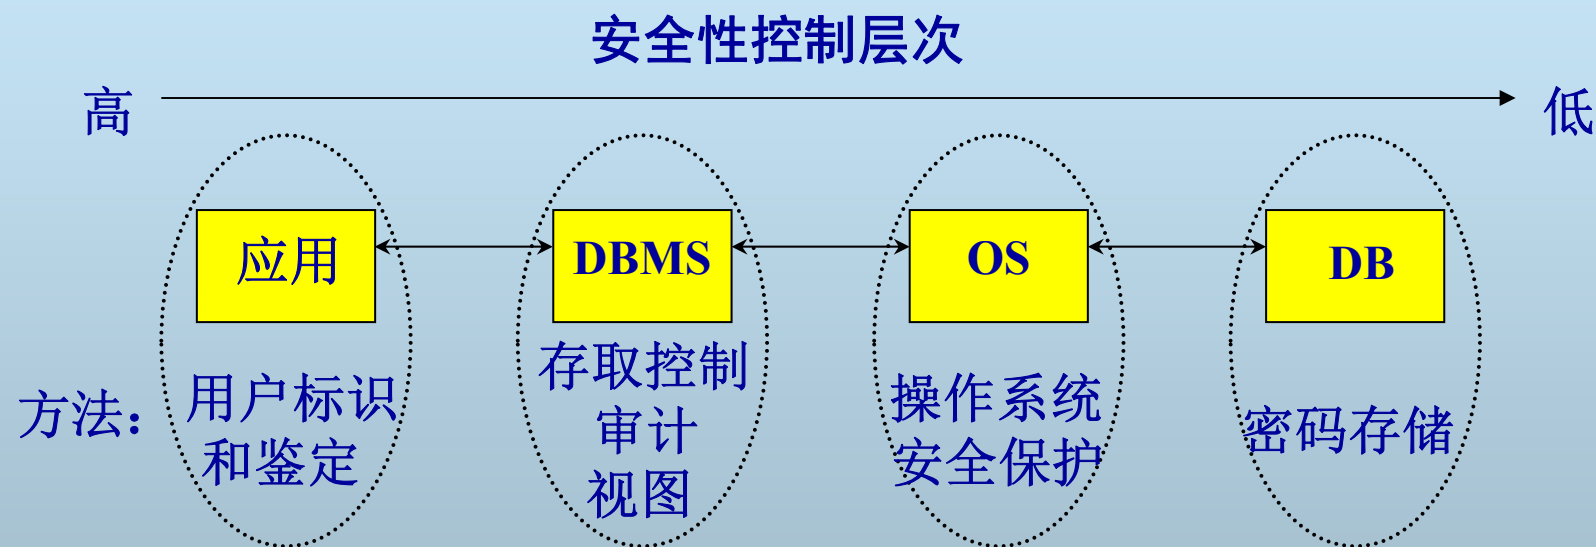 安全性控制层次
高
低
应用
DBMS
OS
DB
方法：
用户标识
和鉴定
存取控制
审计
视图
操作系统
安全保护
密码存储